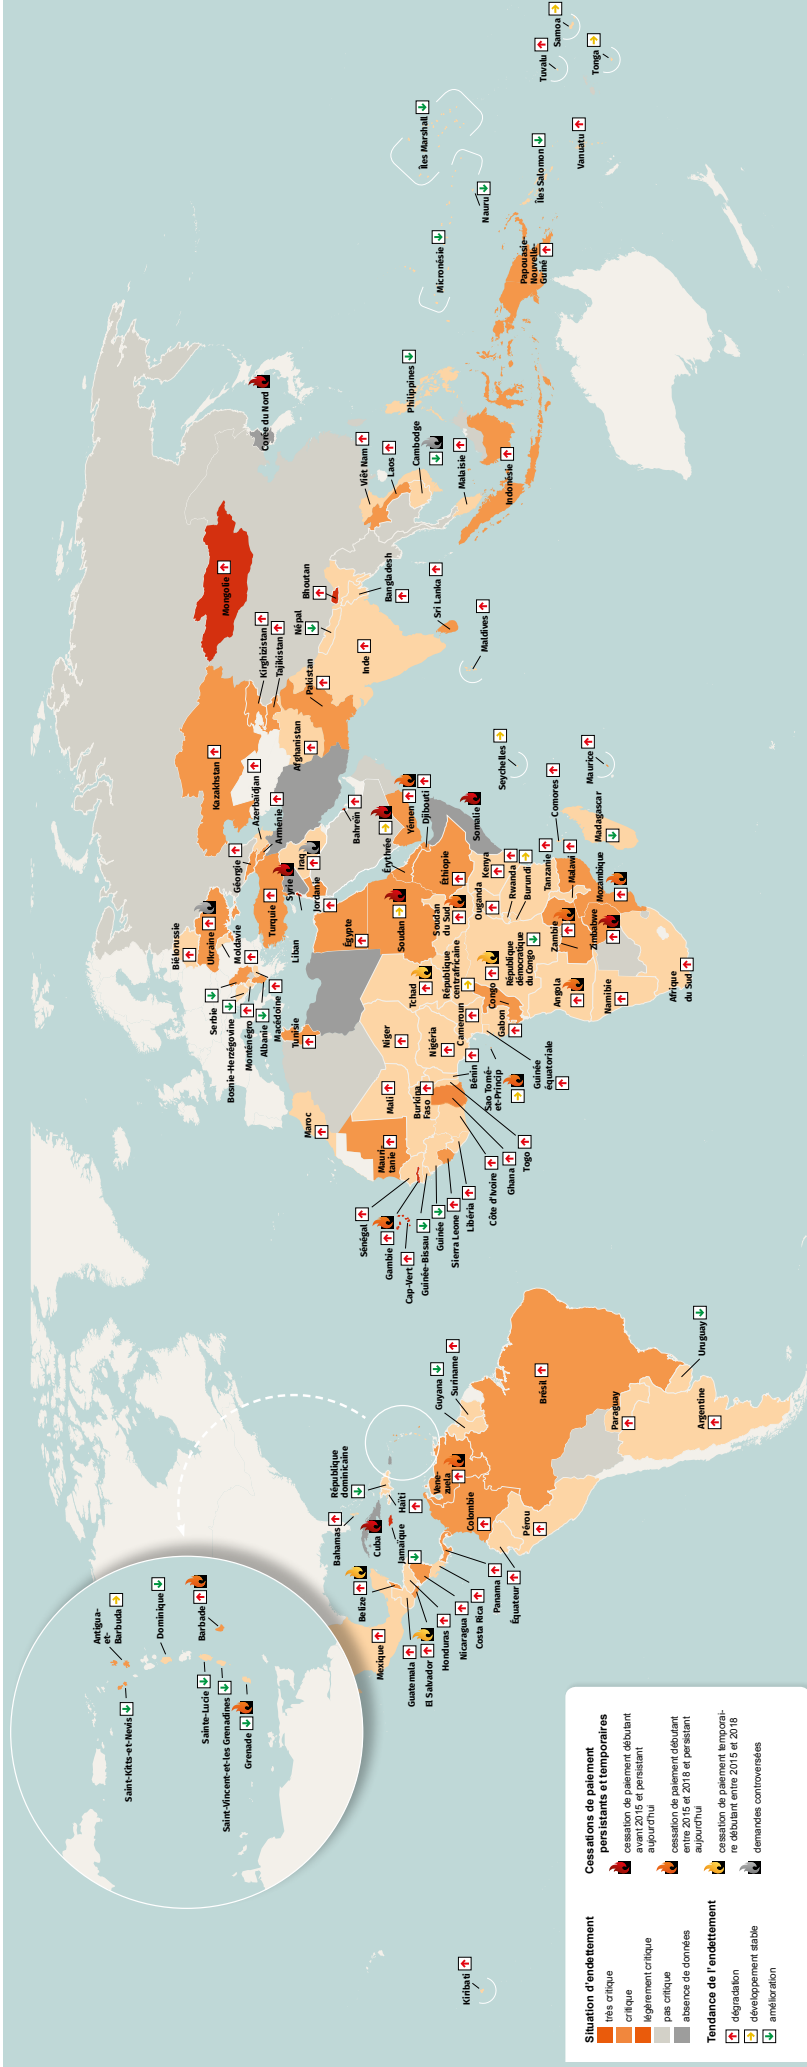 Samoa
Tuvalu
Tonga
Îles Marshall
Vanuatu
Îles Salomon
Nauru
Micronésie
Papouasie-
Nouvelle-
Guiné
Philippines
Corée du Nord
Cambodge
Laos
Viêt Nam
Malaisie
Indonésie
Mongolie
Bhoutan
Bangladesh
Népal
Sri Lanka
Maldives
Inde
Kirghizistan
Tajikistan
Pakistan
Afghanistan
Kazakhstan
Azerbaïdjan
Arménie
Géorgie
Bahreïn
Seychelles
Maurice
Comores
Madagascar
Yémen
Djibouti
Somalie
Érythrée
Iraq
Syrie
Jordanie
Turquie
Liban
Éthiopie
Kenya
Ouganda
Rwanda
Burundi
Tanzanie
Malawi
Mozambique
Biélorussie
Ukraine
Moldavie
Égypte
Soudan
Soudan
du Sud
Zambie
Zimbabwe
Serbie
Bosnie-Herzégovine
Monténégro
Albanie
Macédoine
Tchad
République
centrafricaine
Congo
République
démocratique
du Congo
Angola
Namibie
Afrique
du Sud
Tunisie
Niger
Nigéria
Cameroun
Gabon
Maroc
Mali
Burkina
Faso
Bénin
Sao Tomé-
et-Princip
Guinée
équatoriale
Mauri-
tanie
Sénégal
Gambie
Cap-Vert
Guinée-Bissau
Guinée
Sierra Leone
Libéria
Côte d'Ivoire
Ghana
Togo
Guyana
Suriname
Uruguay
Brésil
Paraguay
Argentine
République
dominicaine
Haïti
Vene-
zuela
Colombie
Pérou
Bahamas
Cuba
Jamaïque
Belize
Mexique
Guatemala
El Salvador
Honduras
Nicaragua
Costa Rica
Panama
Équateur
Antigua-
et-
Barbuda
Dominique
Barbade
Saint-Kitts-et-Nevis
Sainte-Lucie
Saint-Vincent-et-les Grenadines
Grenade
Kiribati
Situation d'endettement
très critique
critique
légèrement critique
pas critique
absence de données
Tendance de l'endettement
dégradation
développement stable
amélioration
Cessations de paiement
persistants et temporaires
cessation de paiement débutant
avant 2015 et persistant
aujourd'hui
cessation de paiement débutant
entre 2015 et 2018 et persistant
aujourd'hui
cessation de paiement temporai-
re débutant entre 2015 et 2018
demandes controversées